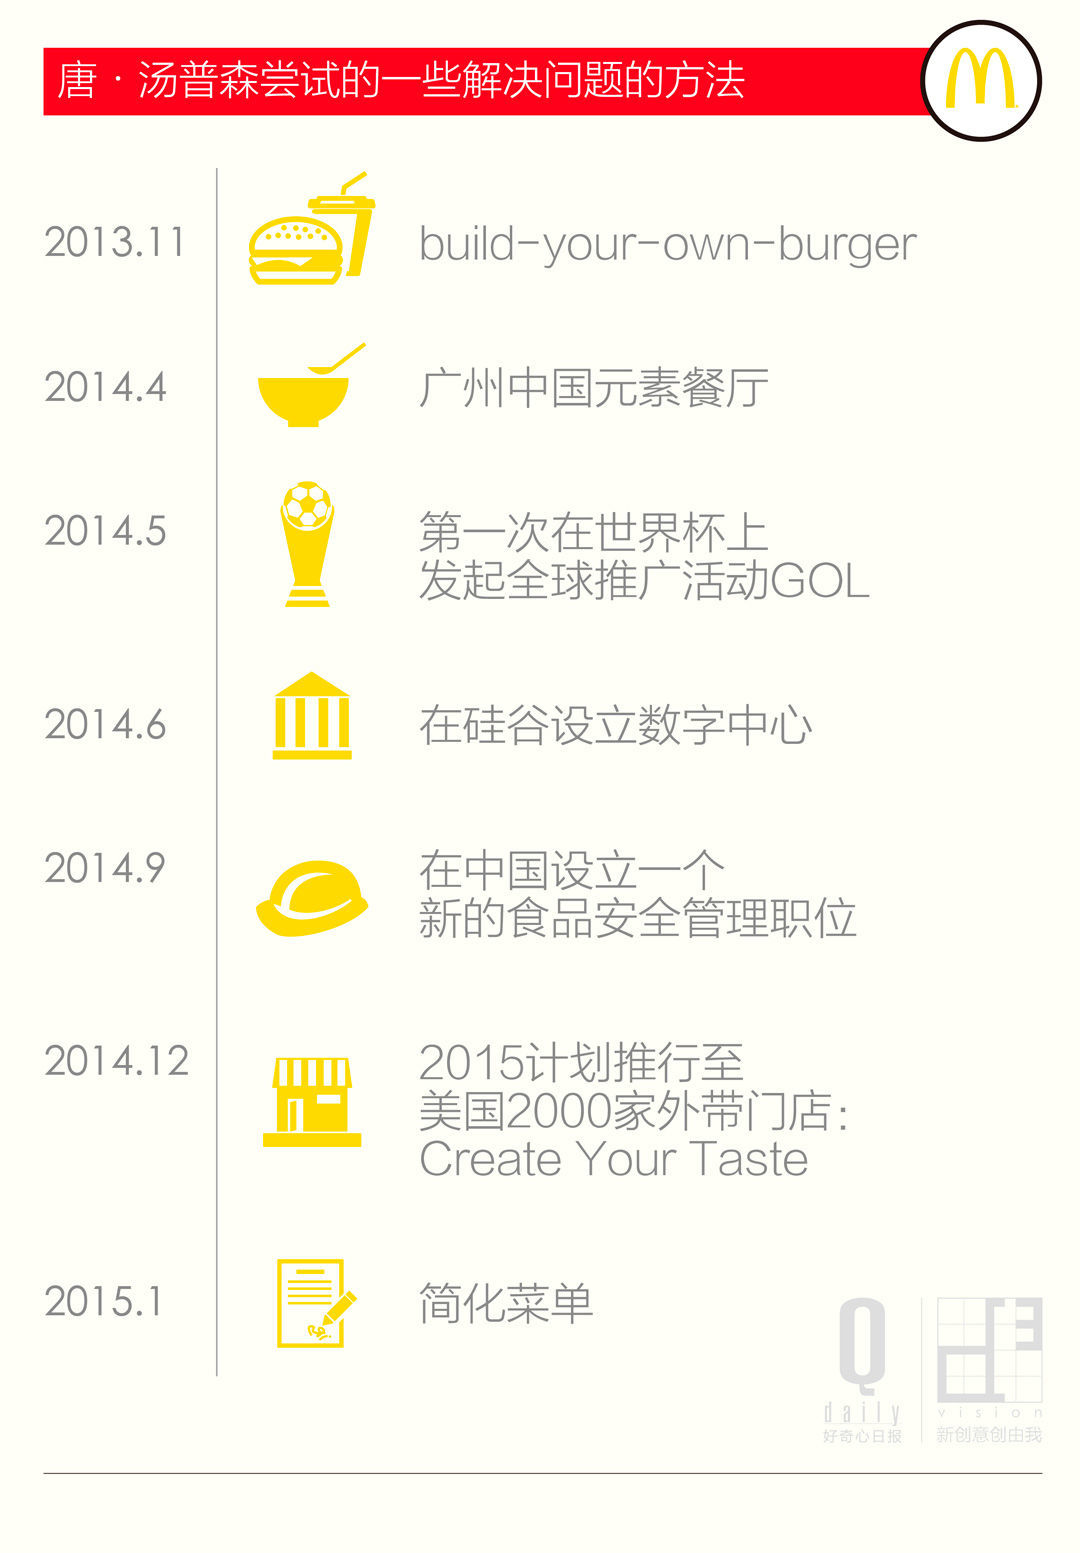 唐·汤普森尝试的一些解决问题的方法
2013.11
build-your-own-burger
2014.4
广州中国元素餐厅
2014.5
第一次在世界杯上
发起全球推广活动GOL
2014.6
在硅谷设立数字中心
2014.9
在中国设立一个
新的食品安全管理职位
2014.12
2015计划推行至
美国2000家外带门店：
Create Your Taste
2015.1
简化菜单
Q
daily
好奇心日报
vision
新创意创由我